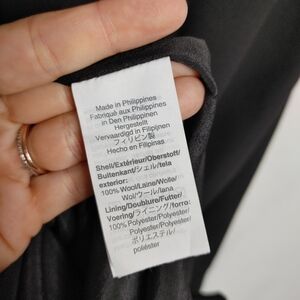 Made in Philippines
Fabriqué aux Philippines
in Den Philippinen
Hergestellt
Vervaardigd in Filipijnen
フィリピン製
Hecho en Filipinas
Shell/Extérieur/Oberstoff/
Buitenkant/シェル/tela
exterior:
100% Wool/Laine/Wolle/
Wol/ウール/lana
Lining/Doublure/Futter/
Voering/ライニング/forro:
100% Polyester/Polyester/
Polyester/Polyester/
ポリエステル/
poliéster